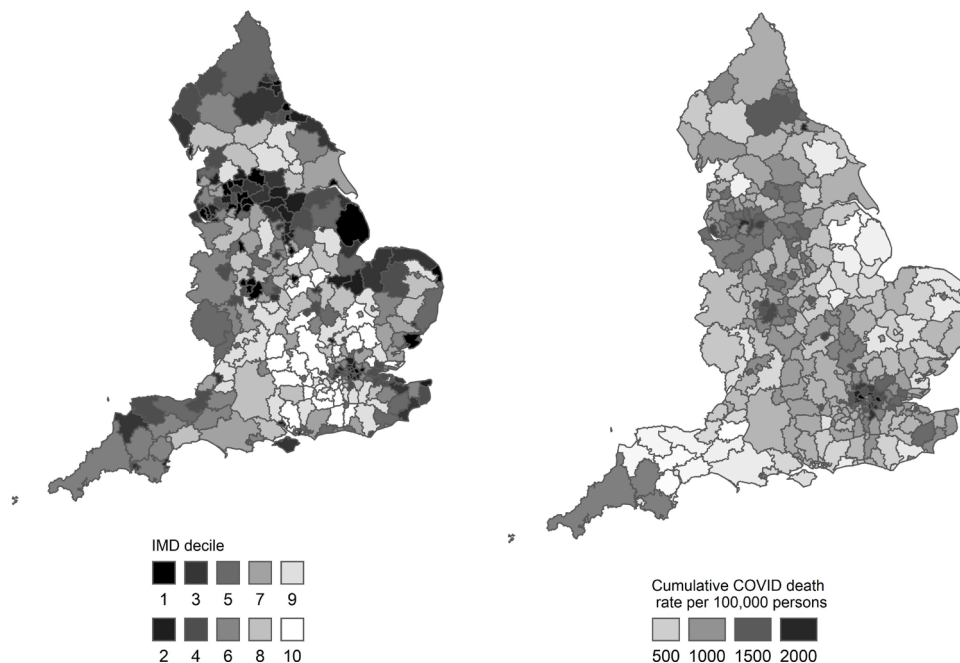 IMD decile
1 3 5 7 9
2 4 6 8 10
Cumulative COVID death
rate per 100,000 persons
500 1000 1500 2000